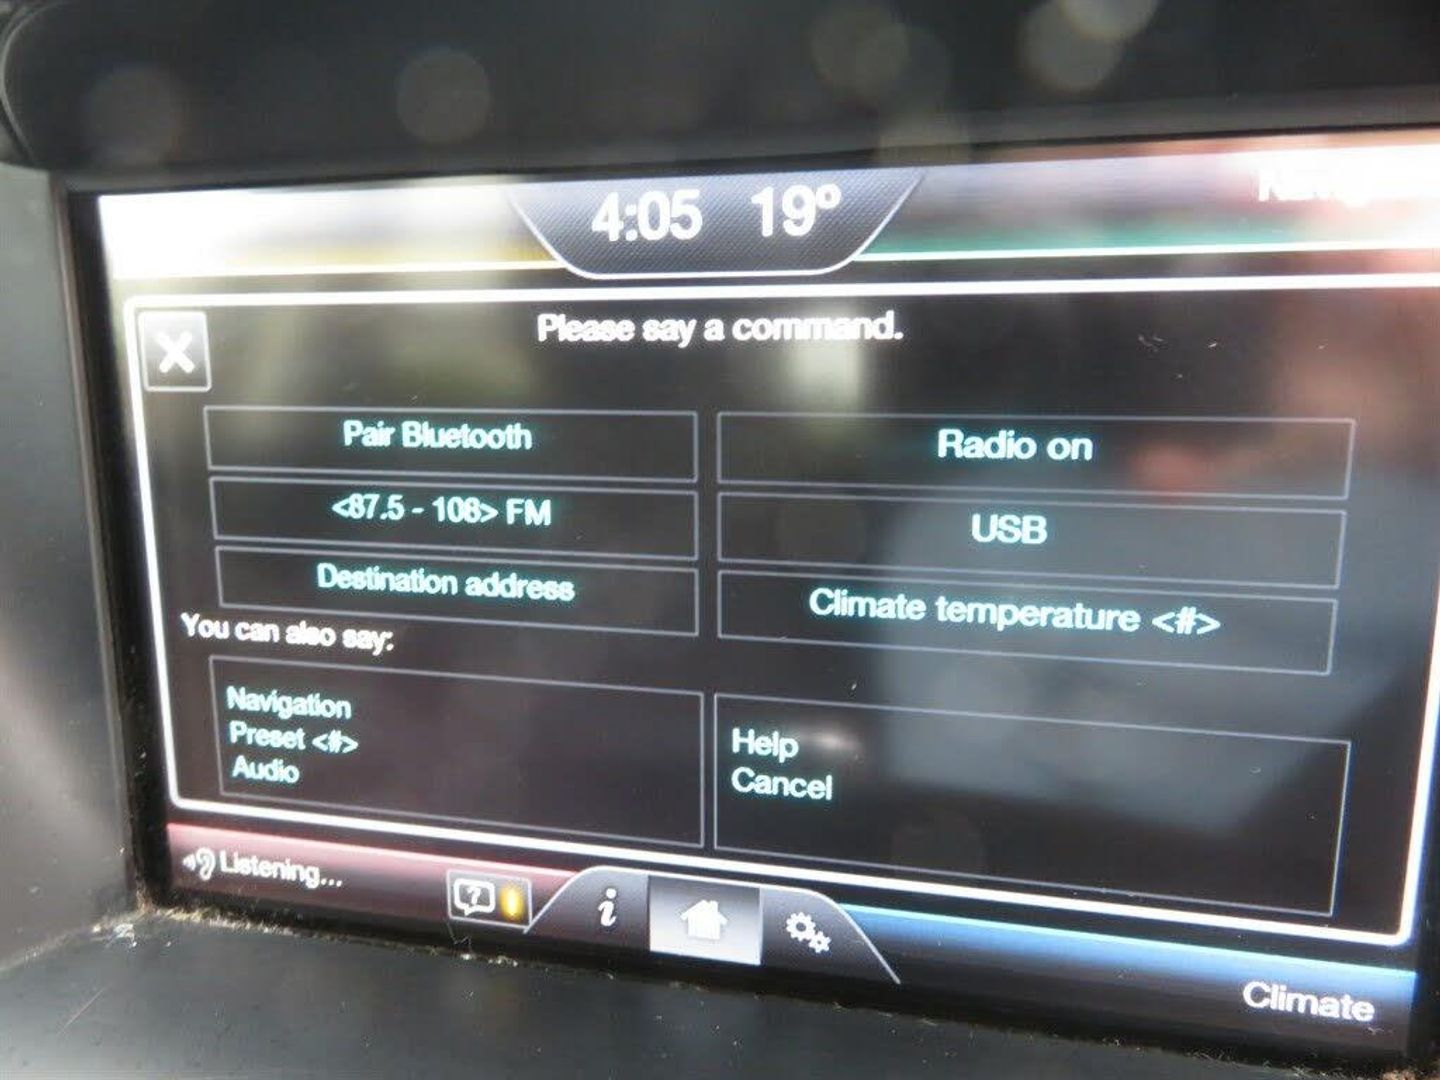 4:05 19°
Please say a command.
Pair Bluetooth
Radio on
<87.5 - 108> FM
USB
Destination address
Climate temperature <#>
You can also say:
Navigation
Preset <#>
Audio
Help
Cancel
Listening...
?
i
Climate